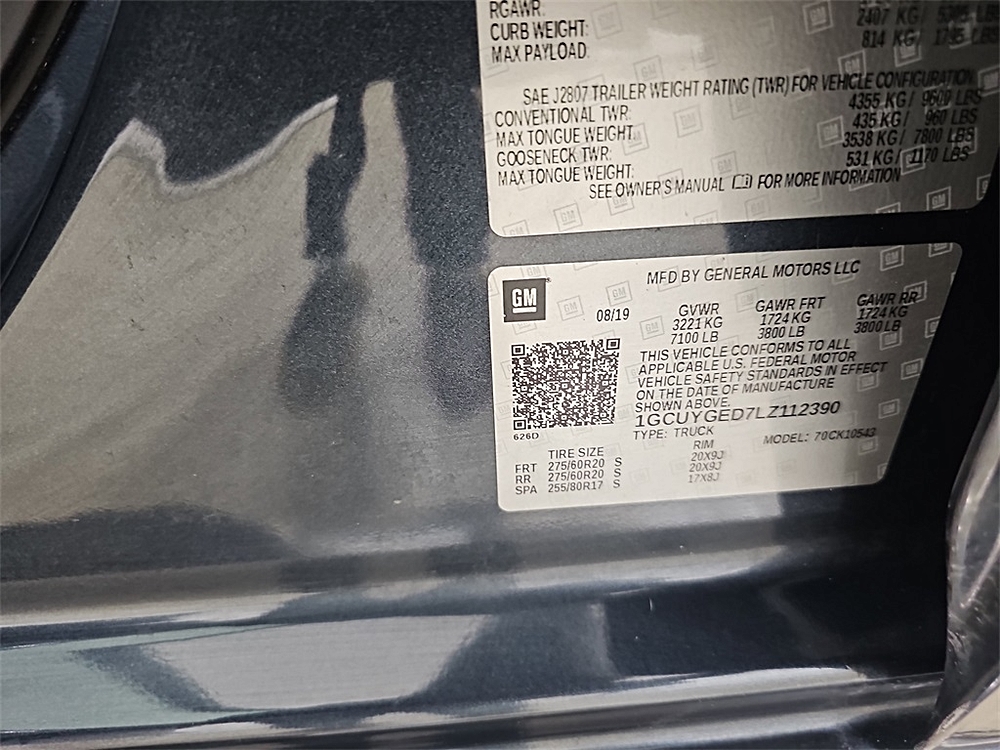 RGAWR: 2407 KG / LBS
CURB WEIGHT: 814 KG / LBS
MAX PAYLOAD:
SAE J2807 TRAILER WEIGHT RATING (TWR) FOR VEHICLE CONFIGURATION
CONVENTIONAL TWR: 4355 KG / 9600 LBS
MAX TONGUE WEIGHT: 435 KG / 960 LBS
GOOSENECK TWR: 3538 KG / 7800 LBS
MAX TONGUE WEIGHT: 531 KG / 1170 LBS
SEE OWNER'S MANUAL FOR MORE INFORMATION
GM
MFD BY GENERAL MOTORS LLC
08/19 GVWR GAWR FRT GAWR RR
3221 KG 1724 KG 1724 KG
7100 LB 3800 LB 3800 LB
THIS VEHICLE CONFORMS TO ALL
APPLICABLE U.S. FEDERAL MOTOR
VEHICLE SAFETY STANDARDS IN EFFECT
ON THE DATE OF MANUFACTURE
SHOWN ABOVE.
1GCUYGED7LZ112390
626D
TYPE: TRUCK MODEL: 70CK10543
TIRE SIZE RIM
FRT 275/60R20 S 20X9J
RR 275/60R20 S 20X9J
SPA 255/80R17 S 17X8J